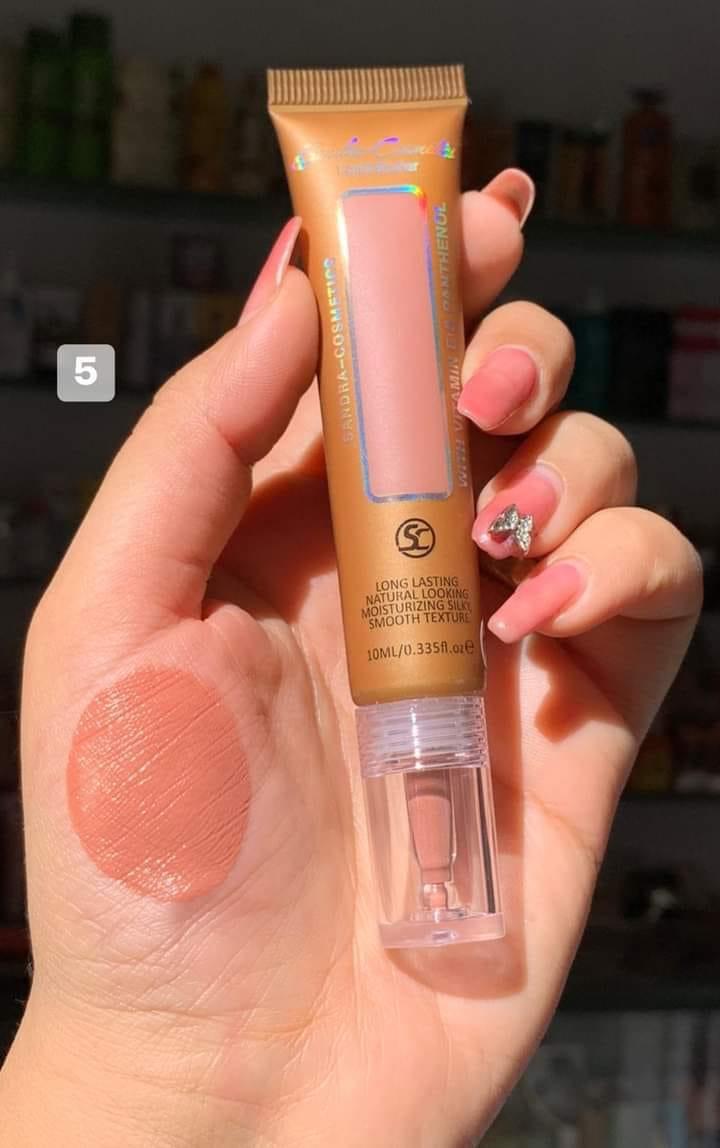 SANDRA-COSMETICS
WITH VITAMIN
PANTHENOL
5
SC
LONG LASTING
NATURAL LOOKING
MOISTURIZING SILKY,
SMOOTH TEXTURE
10ML/0.335fl.oz℮